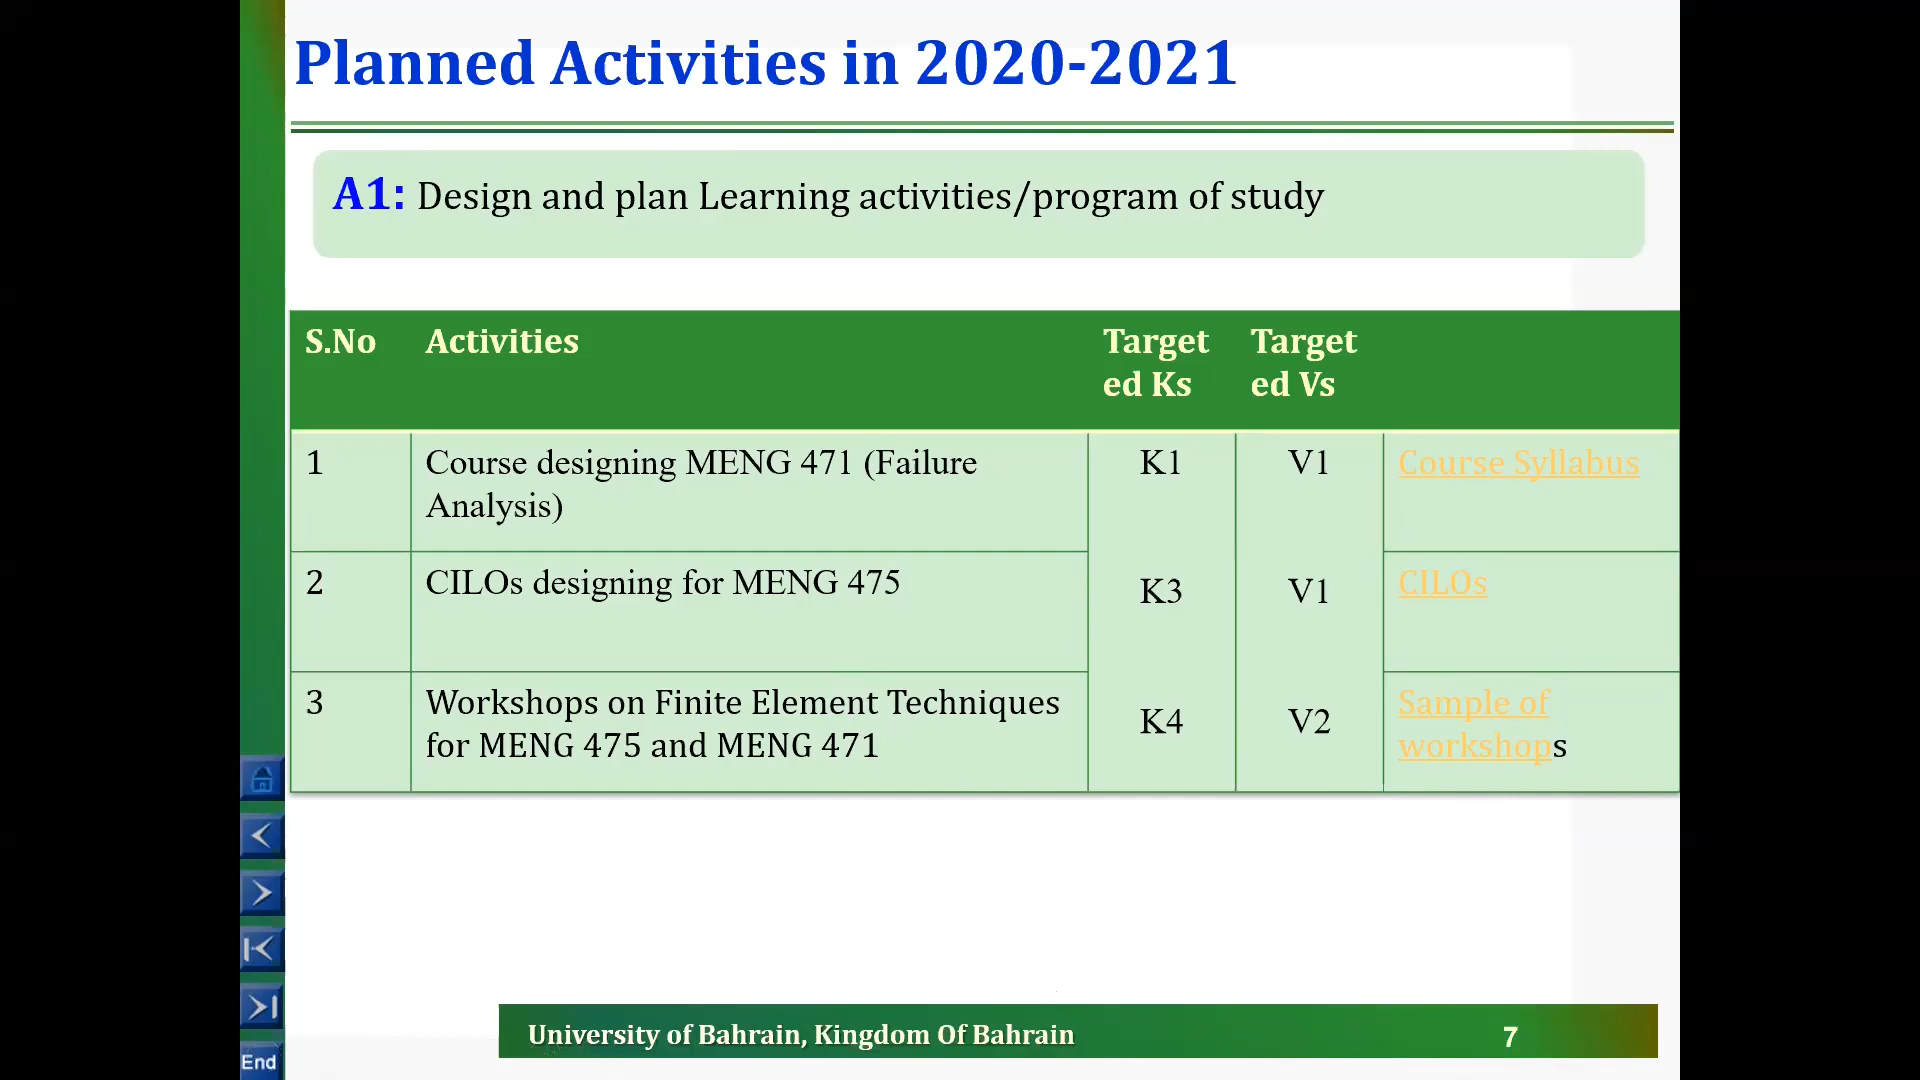 Planned Activities in 2020-2021
A1: Design and plan Learning activities/program of study
S.No Activities Target Target
ed Ks ed Vs
1 Course designing MENG 471 (Failure K1 V1 Course Syllabus
Analysis)
2 CILOs designing for MENG 475 K3 V1 CILOs
3 Workshops on Finite Element Techniques K4 V2 Sample of
for MENG 475 and MENG 471 workshops
University of Bahrain, Kingdom Of Bahrain 7
End